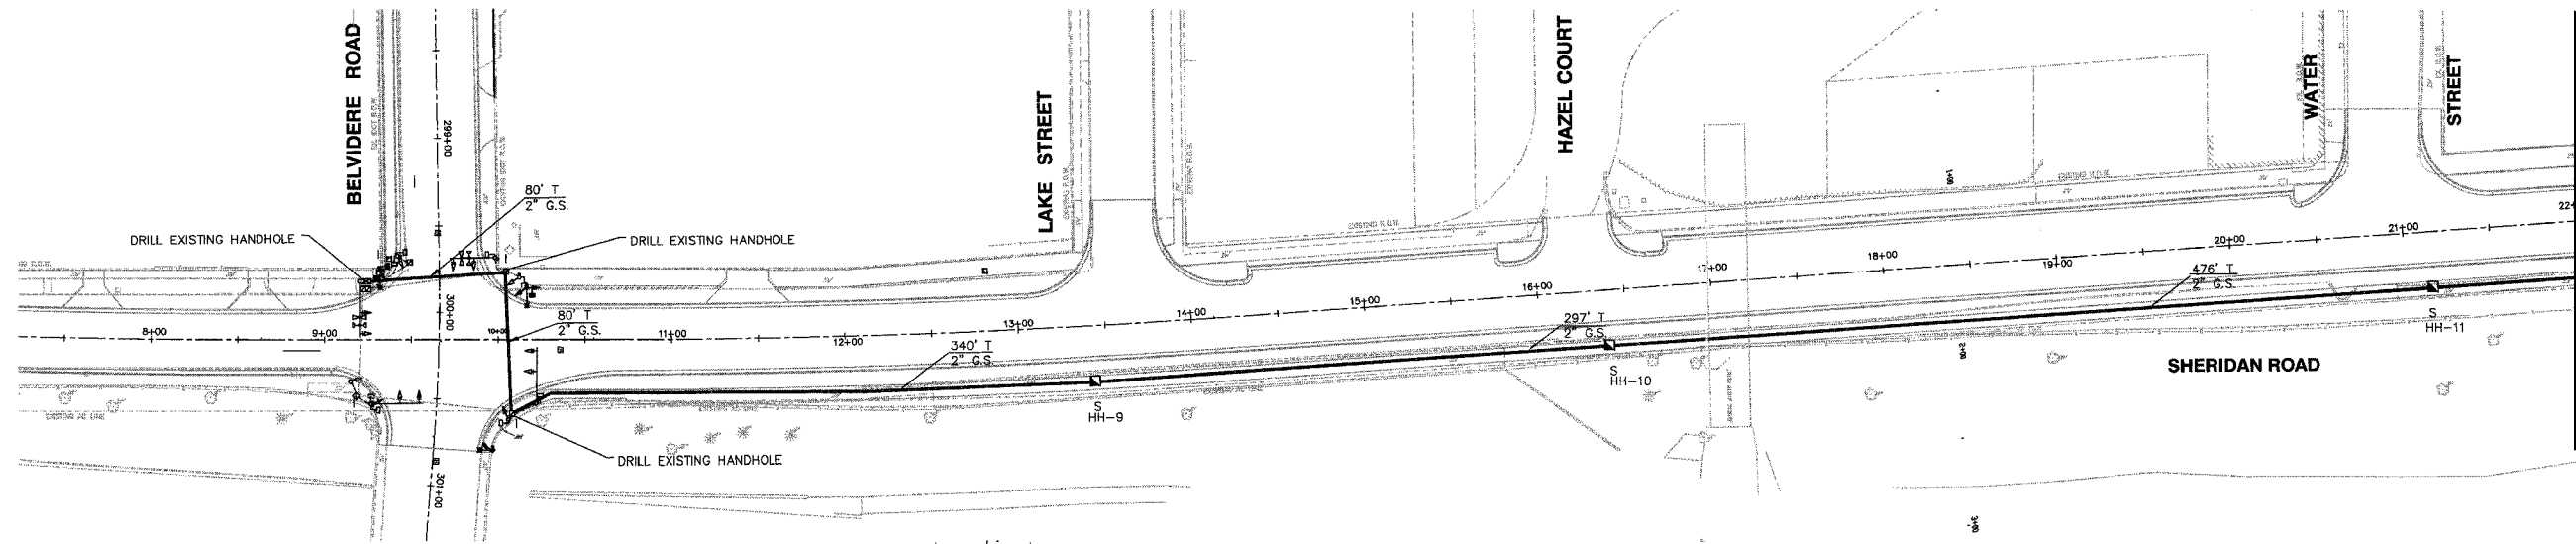 BELVIDERE ROAD
LAKE STREET
HAZEL COURT
WATER
STREET
299+00
80' T
2" G.S.
DRILL EXISTING HANDHOLE
DRILL EXISTING HANDHOLE
300+00
80' T
2" G.S.
8+00
9+00
10+00
11+00
12+00
13+00
14+00
15+00
16+00
17+00
18+00
19+00
20+00
21+00
22
340' T
2" G.S.
297' T
2" G.S.
476' T
2" G.S.
S
HH-9
S
HH-10
S
HH-11
SHERIDAN ROAD
DRILL EXISTING HANDHOLE
301+00